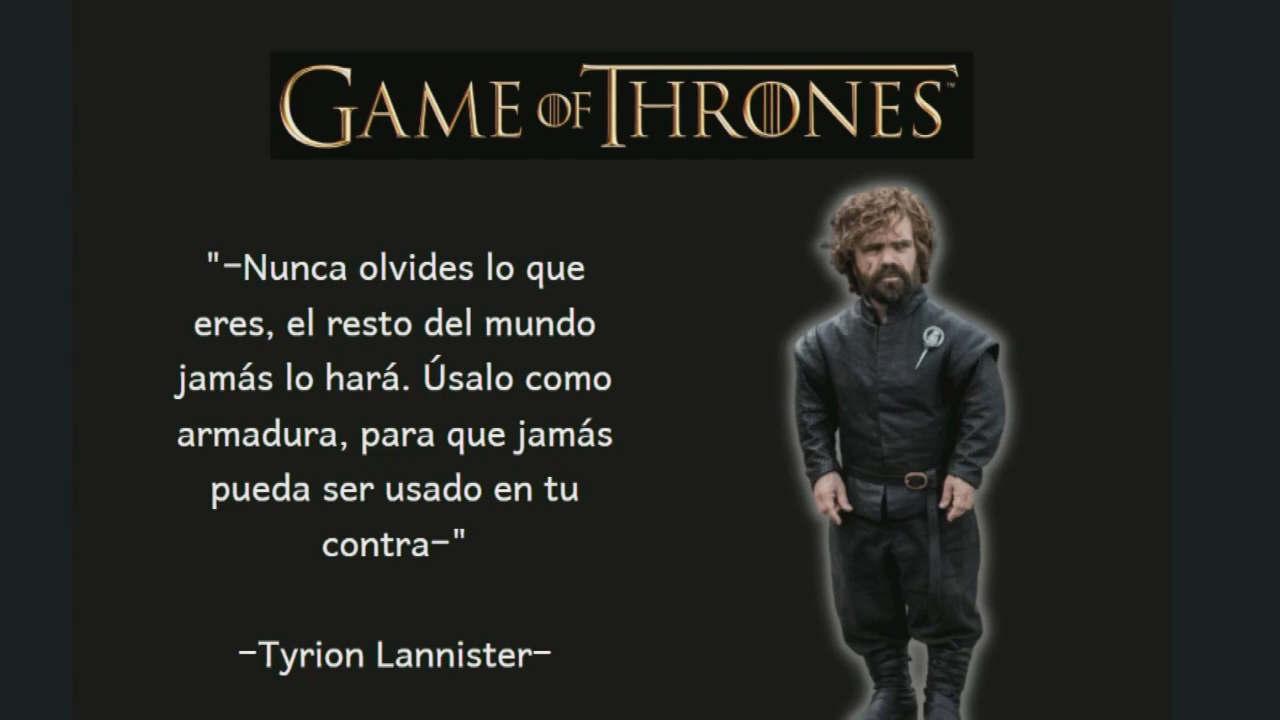 GAME OF THRONES™
"-Nunca olvides lo que
eres, el resto del mundo
jamás lo hará. Úsalo como
armadura, para que jamás
pueda ser usado en tu
contra-"
-Tyrion Lannister-